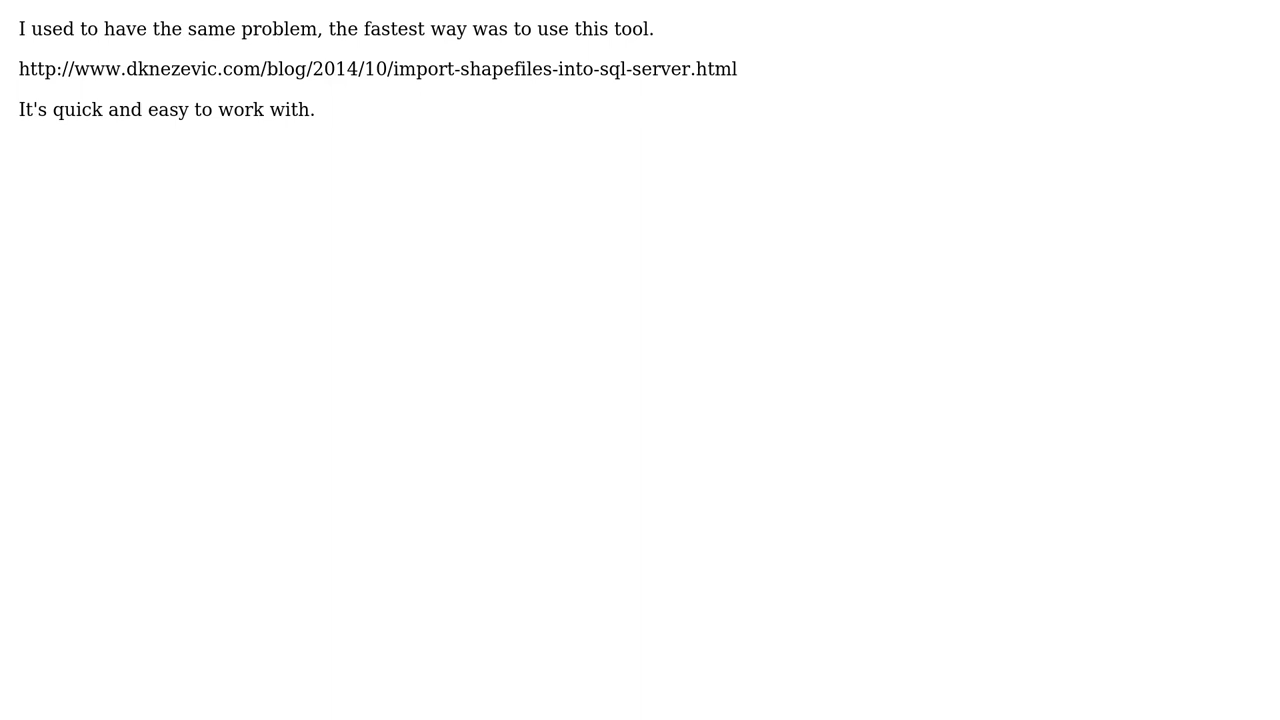 I used to have the same problem, the fastest way was to use this tool.
http://www.dknezevic.com/blog/2014/10/import-shapefiles-into-sql-server.html
It's quick and easy to work with.